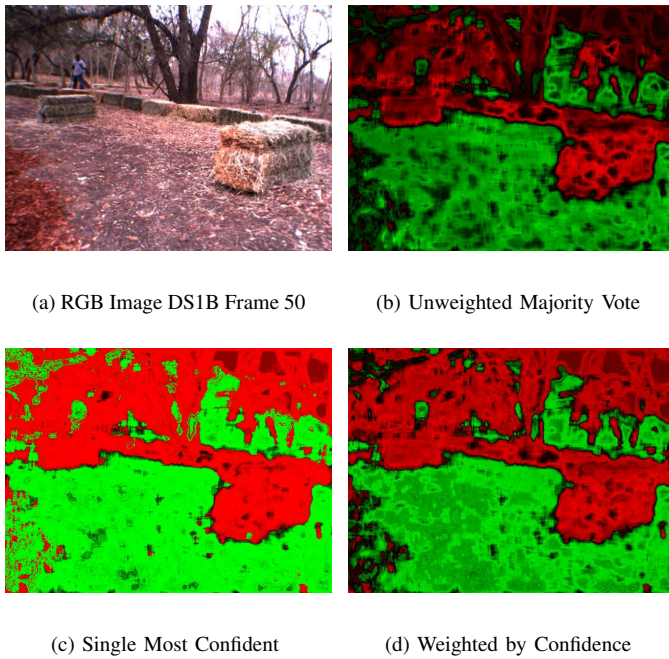 (a) RGB Image DS1B Frame 50
(b) Unweighted Majority Vote
(c) Single Most Confident
(d) Weighted by Confidence